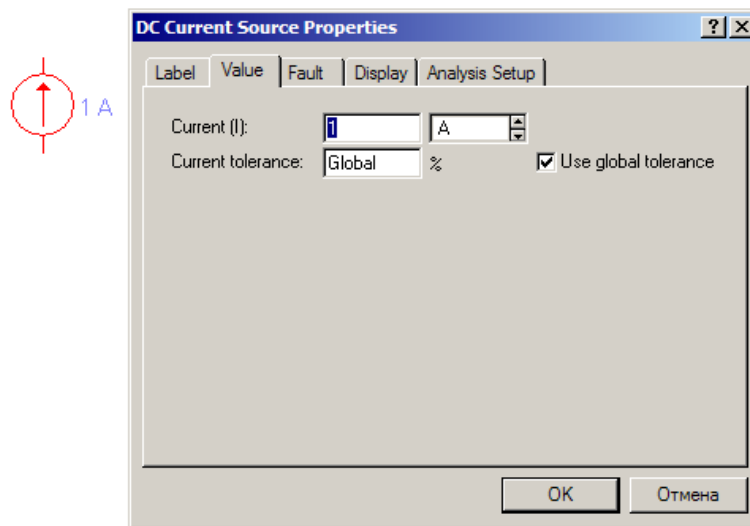 DC Current Source Properties
Label Value Fault Display Analysis Setup
1 A
Current (I): 1 A
Current tolerance: Global % Use global tolerance
OK Отмена